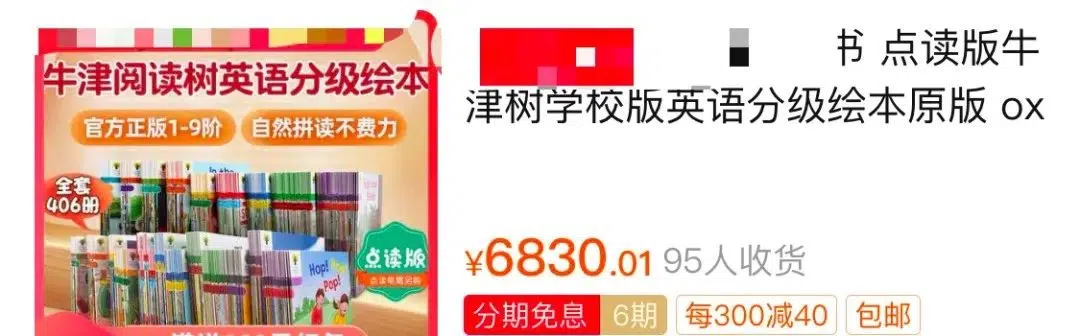 牛津阅读树英语分级绘本
官方正版1-9阶
自然拼读不费力
全套
406册
点读版
Hop!
Pop!
书 点读版牛
津树学校版英语分级绘本原版 ox
¥6830.01 95人收货
分期免息 6期 每300减40 包邮